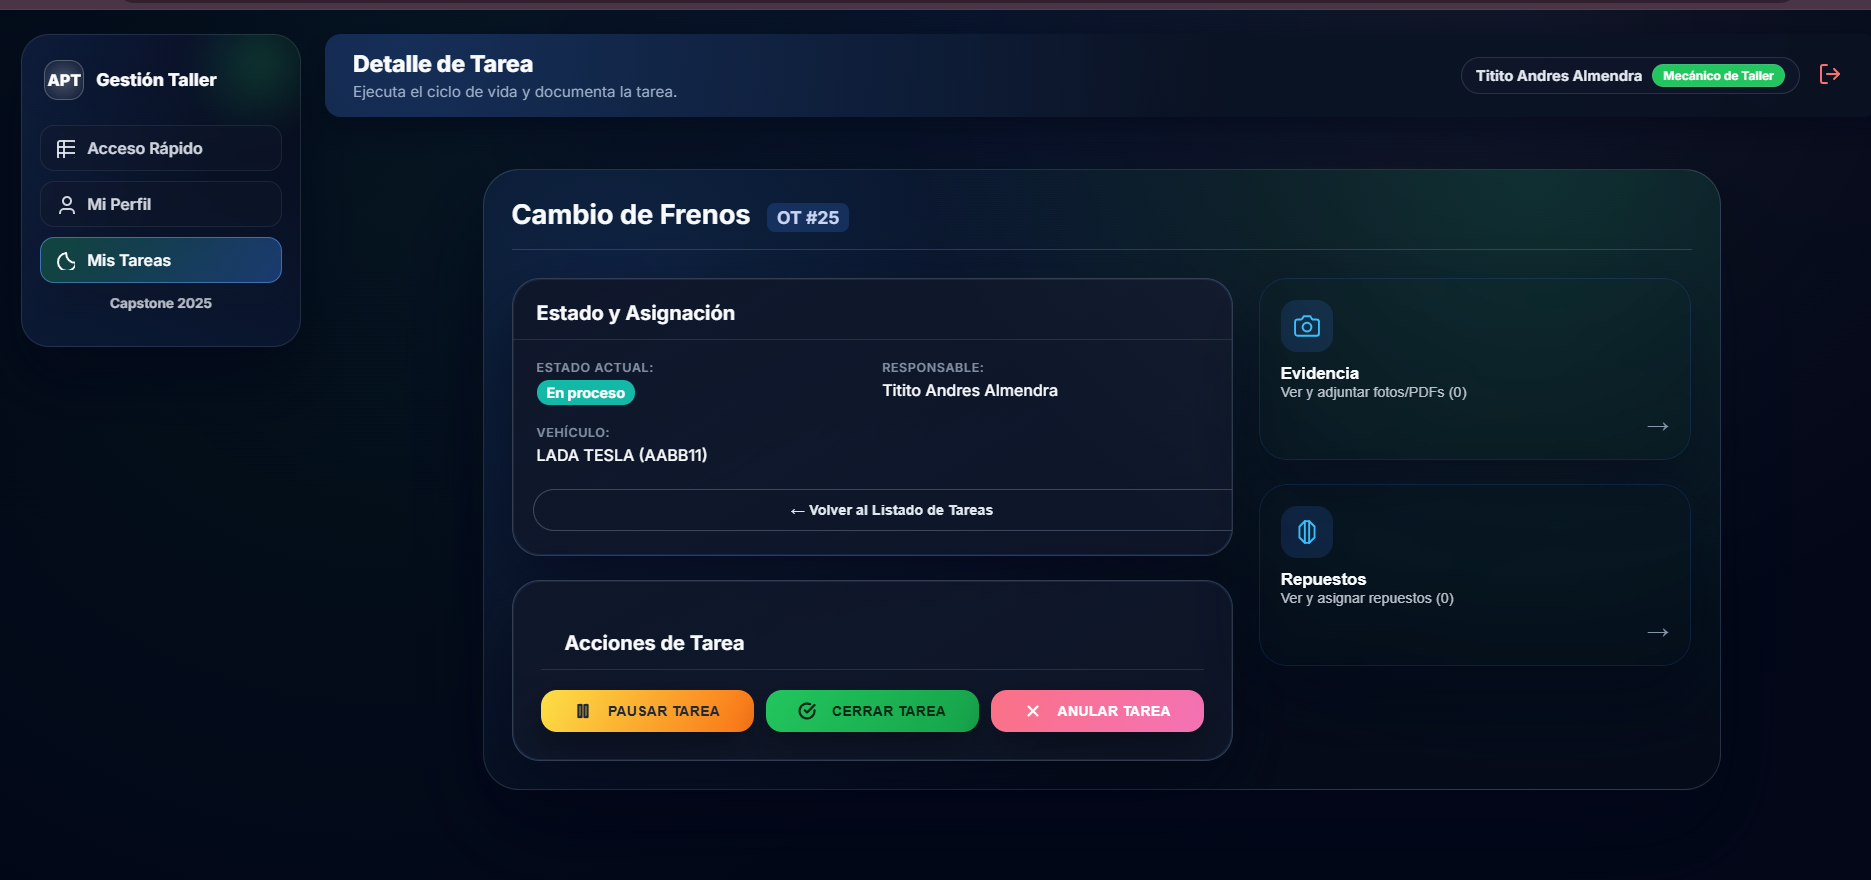 APT Gestión Taller
Acceso Rápido
Mi Perfil
Mis Tareas
Capstone 2025
Detalle de Tarea
Ejecuta el ciclo de vida y documenta la tarea.
Titito Andres Almendra Mecánico de Taller
Cambio de Frenos OT #25
Estado y Asignación
ESTADO ACTUAL:
En proceso
RESPONSABLE:
Titito Andres Almendra
VEHÍCULO:
LADA TESLA (AABB11)
← Volver al Listado de Tareas
Acciones de Tarea
PAUSAR TAREA
CERRAR TAREA
ANULAR TAREA
Evidencia
Ver y adjuntar fotos/PDFs (0)
→
Repuestos
Ver y asignar repuestos (0)
→